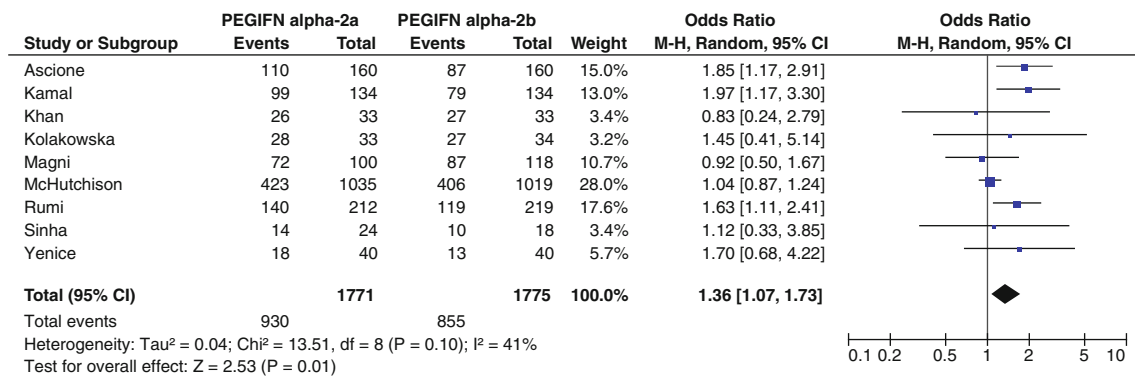 PEGIFN alpha-2a PEGIFN alpha-2b Odds Ratio Odds Ratio
Study or Subgroup Events Total Events Total Weight M-H, Random, 95% CI M-H, Random, 95% CI
Ascione 110 160 87 160 15.0% 1.85 [1.17, 2.91]
Kamal 99 134 79 134 13.0% 1.97 [1.17, 3.30]
Khan 26 33 27 33 3.4% 0.83 [0.24, 2.79]
Kolakowska 28 33 27 34 3.2% 1.45 [0.41, 5.14]
Magni 72 100 87 118 10.7% 0.92 [0.50, 1.67]
McHutchison 423 1035 406 1019 28.0% 1.04 [0.87, 1.24]
Rumi 140 212 119 219 17.6% 1.63 [1.11, 2.41]
Sinha 14 24 10 18 3.4% 1.12 [0.33, 3.85]
Yenice 18 40 13 40 5.7% 1.70 [0.68, 4.22]
Total (95% CI) 1771 1775 100.0% 1.36 [1.07, 1.73]
Total events 930 855
Heterogeneity: Tau² = 0.04; Chi² = 13.51, df = 8 (P = 0.10); I² = 41%
Test for overall effect: Z = 2.53 (P = 0.01)
0.1 0.2 0.5 1 2 5 10